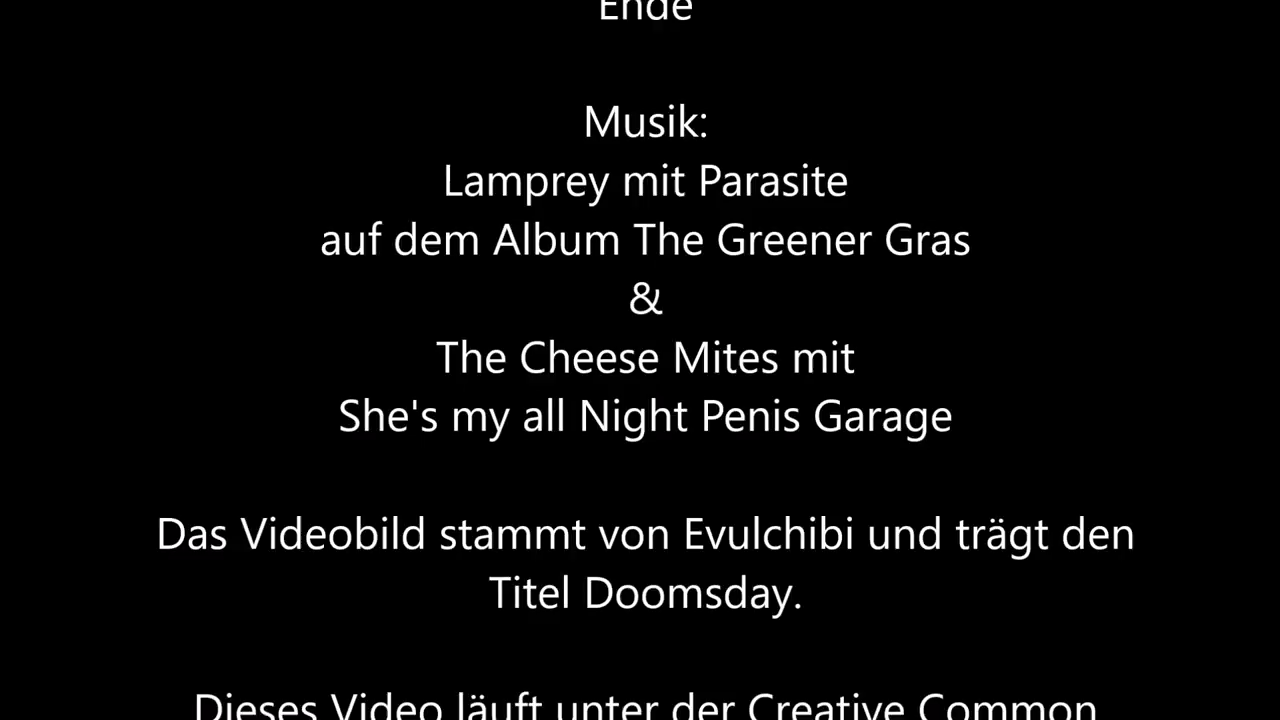 Ende
Musik:
Lamprey mit Parasite
auf dem Album The Greener Gras
&
The Cheese Mites mit
She's my all Night Penis Garage
Das Videobild stammt von Evulchibi und trägt den
Titel Doomsday.
Dieses Video läuft unter der Creative Common